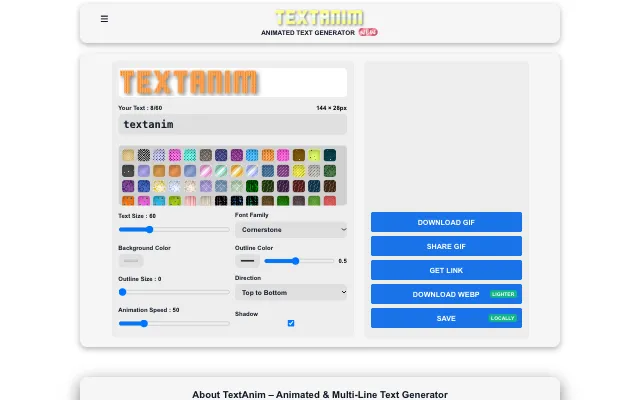 TEXTANIM
ANIMATED TEXT GENERATOR
TEXTANIM
Your Text : 8/60
144 × 26px
textanim
Text Size : 60
Font Family
Cornerstone
Background Color
Outline Color
0.5
Outline Size : 0
Direction
Top to Bottom
Animation Speed : 50
Shadow
DOWNLOAD GIF
SHARE GIF
GET LINK
DOWNLOAD WEBP
LIGHTER
SAVE
LOCALLY
About TextAnim – Animated & Multi-Line Text Generator